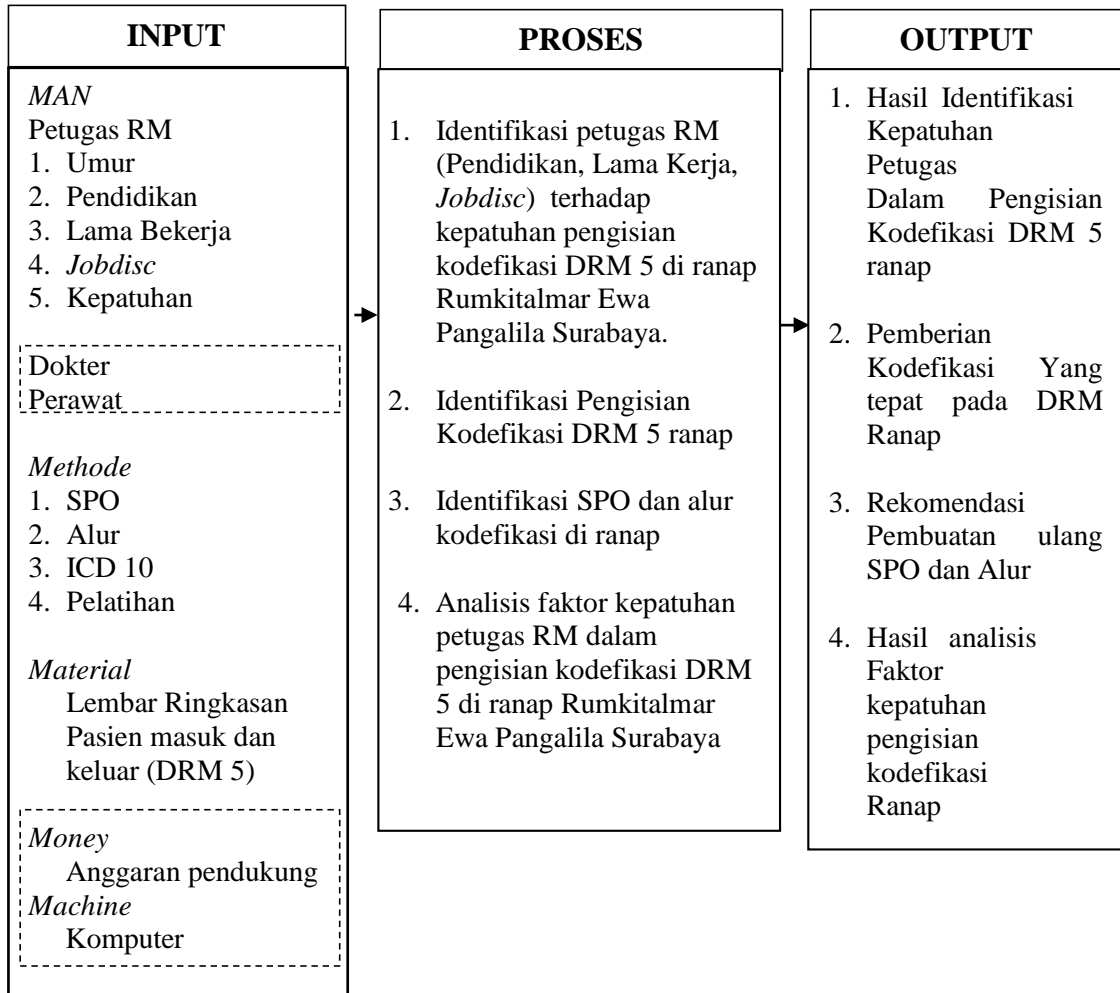 INPUT
MAN
Petugas RM
1. Umur
2. Pendidikan
3. Lama Bekerja
4. Jobdisc
5. Kepatuhan
Dokter
Perawat
Methode
1. SPO
2. Alur
3. ICD 10
4. Pelatihan
Material
Lembar Ringkasan
Pasien masuk dan
keluar (DRM 5)
Money
Anggaran pendukung
Machine
Komputer
PROSES
1. Identifikasi petugas RM
(Pendidikan, Lama Kerja,
Jobdisc) terhadap
kepatuhan pengisian
kodefikasi DRM 5 di ranap
Rumkitalmar Ewa
Pangalila Surabaya.
2. Identifikasi Pengisian
Kodefikasi DRM 5 ranap
3. Identifikasi SPO dan alur
kodefikasi di ranap
4. Analisis faktor kepatuhan
petugas RM dalam
pengisian kodefikasi DRM
5 di ranap Rumkitalmar
Ewa Pangalila Surabaya
OUTPUT
1. Hasil Identifikasi
Kepatuhan
Petugas
Dalam Pengisian
Kodefikasi DRM 5
ranap
2. Pemberian
Kodefikasi Yang
tepat pada DRM
Ranap
3. Rekomendasi
Pembuatan ulang
SPO dan Alur
4. Hasil analisis
Faktor
kepatuhan
pengisian
kodefikasi
Ranap